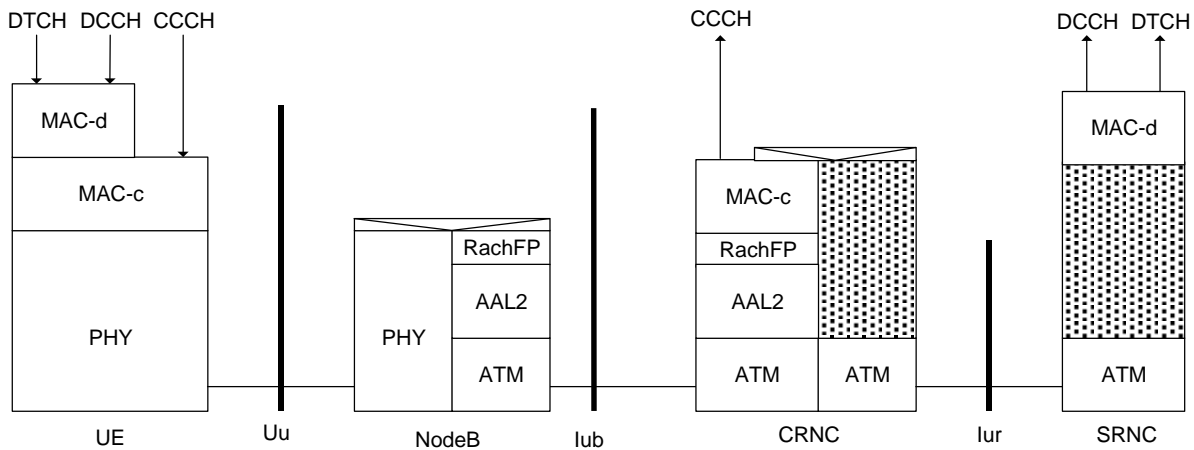 DTCH DCCH CCCH
CCCH
DCCH DTCH
MAC-d
MAC-d
MAC-c
MAC-c
RachFP
RachFP
AAL2
AAL2
PHY
PHY
ATM
ATM
ATM
ATM
UE
Uu
NodeB
Iub
CRNC
Iur
SRNC